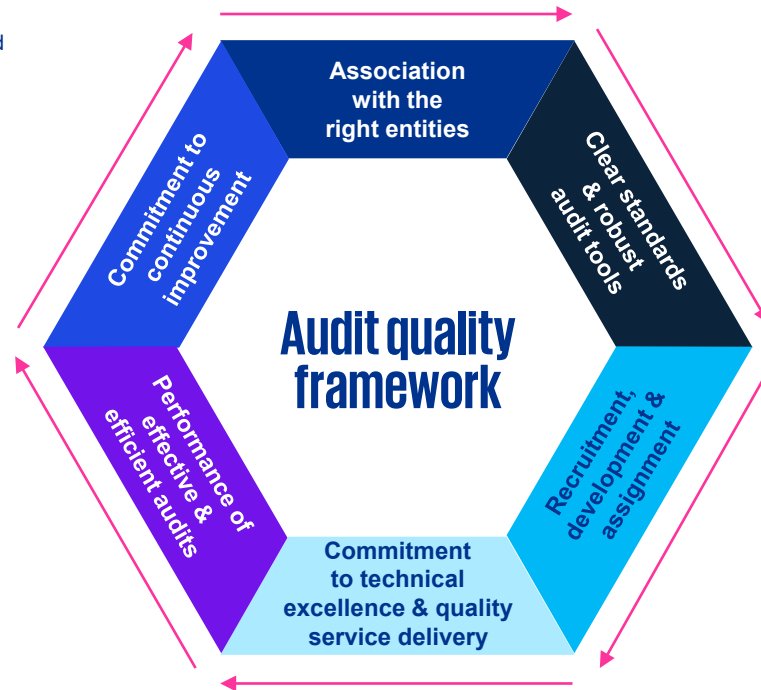 d
Association
with the
right entities
Clear standards
& robust
audit tools
Recruitment,
development &
assignment
Commitment
to technical
excellence & quality
service delivery
Performance of
effective &
efficient audits
Commitment to
continuous
improvement
Audit quality
framework